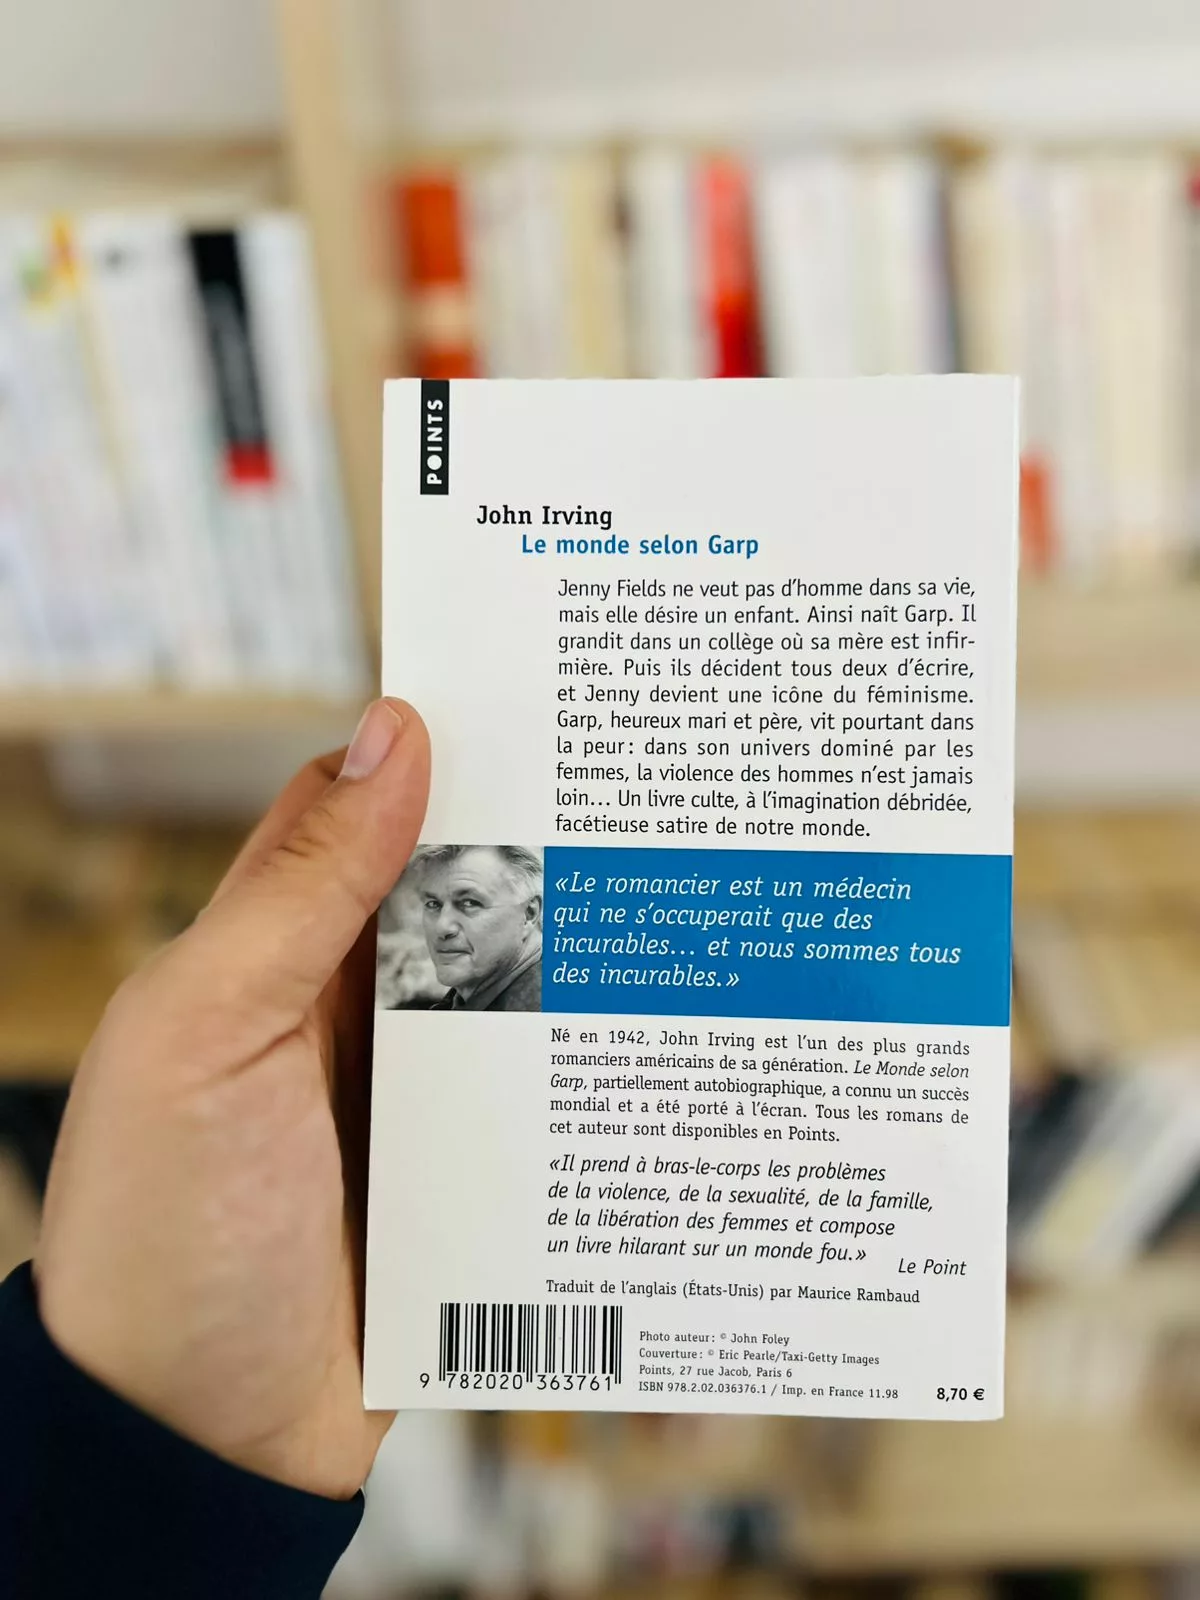 POINTS
John Irving
Le monde selon Garp
Jenny Fields ne veut pas d’homme dans sa vie,
mais elle désire un enfant. Ainsi naît Garp. Il
grandit dans un collège où sa mère est infir-
mière. Puis ils décident tous deux d’écrire,
et Jenny devient une icône du féminisme.
Garp, heureux mari et père, vit pourtant dans
la peur : dans son univers dominé par les
femmes, la violence des hommes n’est jamais
loin… Un livre culte, à l’imagination débridée,
facétieuse satire de notre monde.
«Le romancier est un médecin
qui ne s’occuperait que des
incurables… et nous sommes tous
des incurables.»
Né en 1942, John Irving est l’un des plus grands
romanciers américains de sa génération. Le Monde selon
Garp, partiellement autobiographique, a connu un succès
mondial et a été porté à l’écran. Tous les romans de
cet auteur sont disponibles en Points.
«Il prend à bras-le-corps les problèmes
de la violence, de la sexualité, de la famille,
de la libération des femmes et compose
un livre hilarant sur un monde fou.»
Le Point
Traduit de l’anglais (États-Unis) par Maurice Rambaud
Photo auteur : © John Foley
Couverture : © Eric Pearle/Taxi-Getty Images
Points, 27 rue Jacob, Paris 6
ISBN 978.2.02.036376.1 / Imp. en France 11.98
8,70 €
9 782020 363761